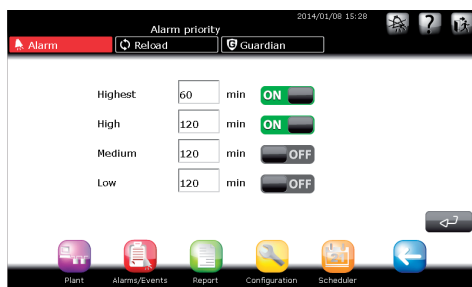 2014/01/08 15:28
Alarm priority
?
Alarm Reload Guardian
Highest 60 min ON
High 120 min ON
Medium 120 min OFF
Low 120 min OFF
Plant Alarms/Events Report Configuration Scheduler